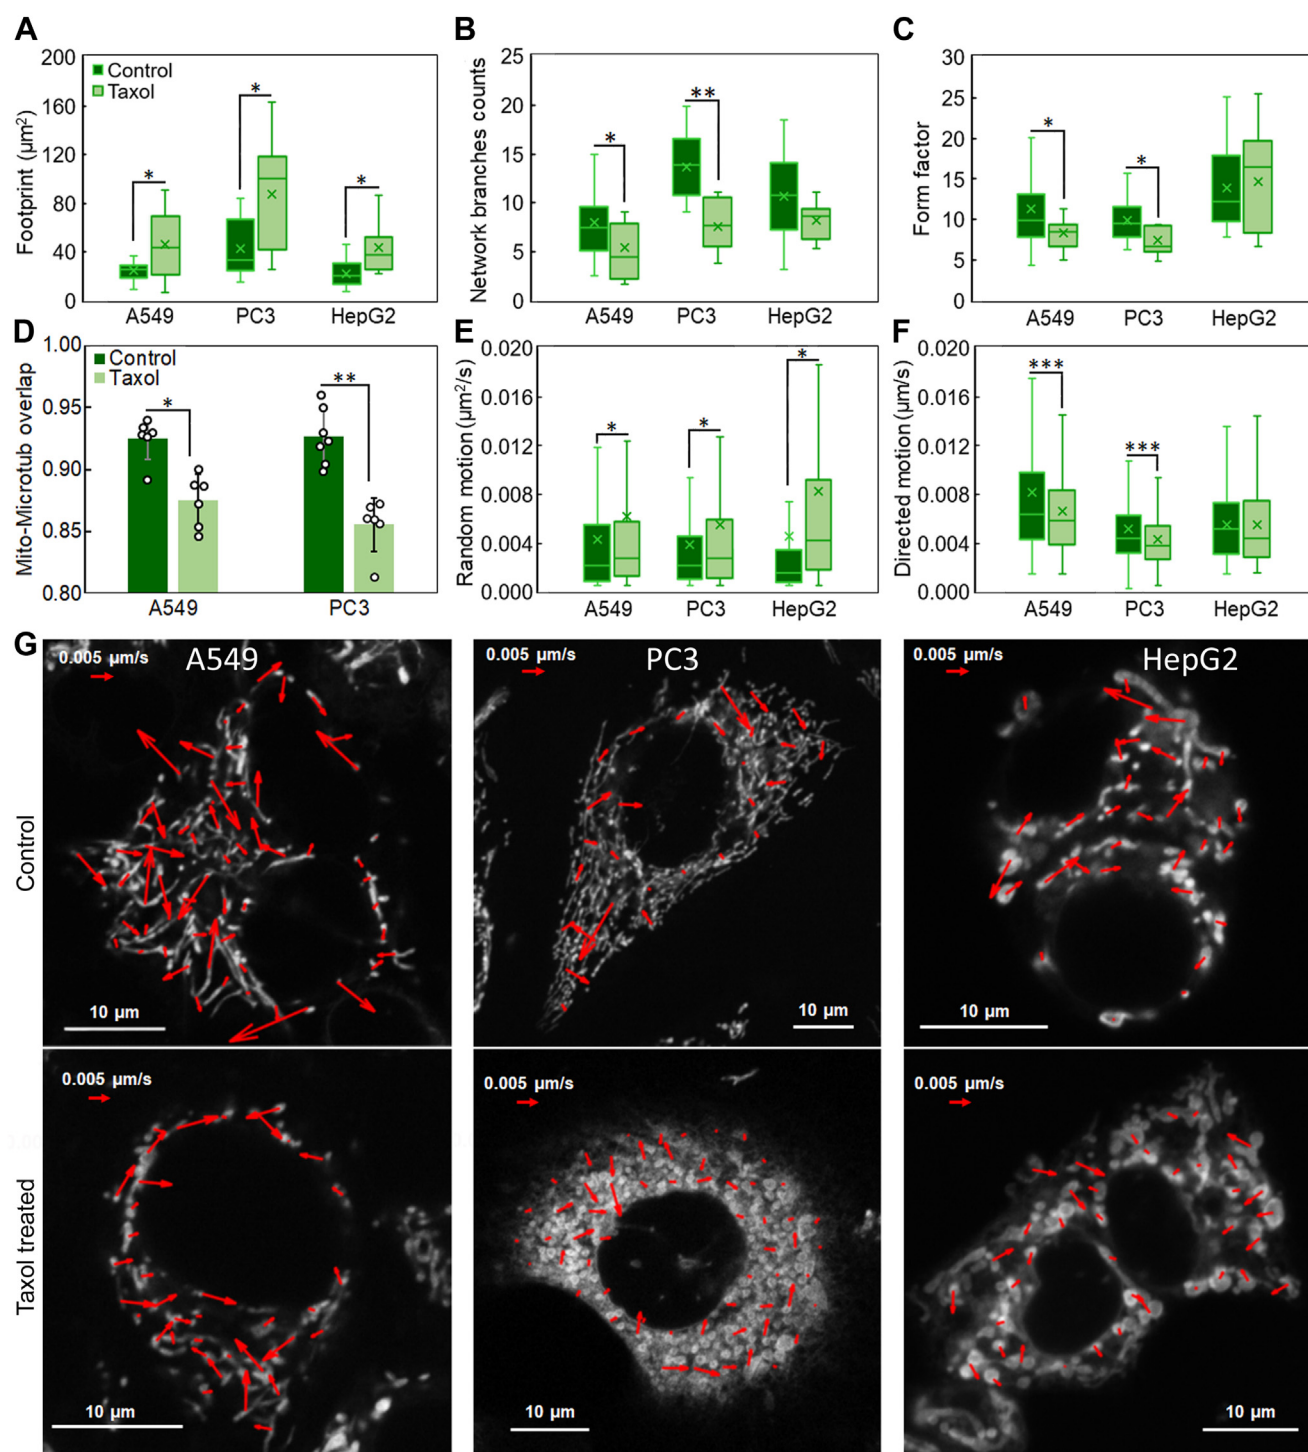 A
B
C
Footprint (µm²)
200
160
120
80
40
0
Control
Taxol
*
*
*
A549
PC3
HepG2
Network branches counts
25
20
15
10
5
0
*
**
A549
PC3
HepG2
Form factor
30
25
20
15
10
5
0
*
*
A549
PC3
HepG2
D
E
F
Mito-Microtub overlap
1.00
0.95
0.90
0.85
0.80
Control
Taxol
*
**
A549
PC3
Random motion (µm²/s)
0.020
0.016
0.012
0.008
0.004
0.000
*
*
*
A549
PC3
HepG2
Directed motion (µm/s)
0.020
0.016
0.012
0.008
0.004
0.000
***
***
A549
PC3
HepG2
G
Control
0.005 µm/s
A549
10 µm
0.005 µm/s
PC3
10 µm
0.005 µm/s
HepG2
10 µm
Taxol treated
0.005 µm/s
10 µm
0.005 µm/s
10 µm
0.005 µm/s
10 µm